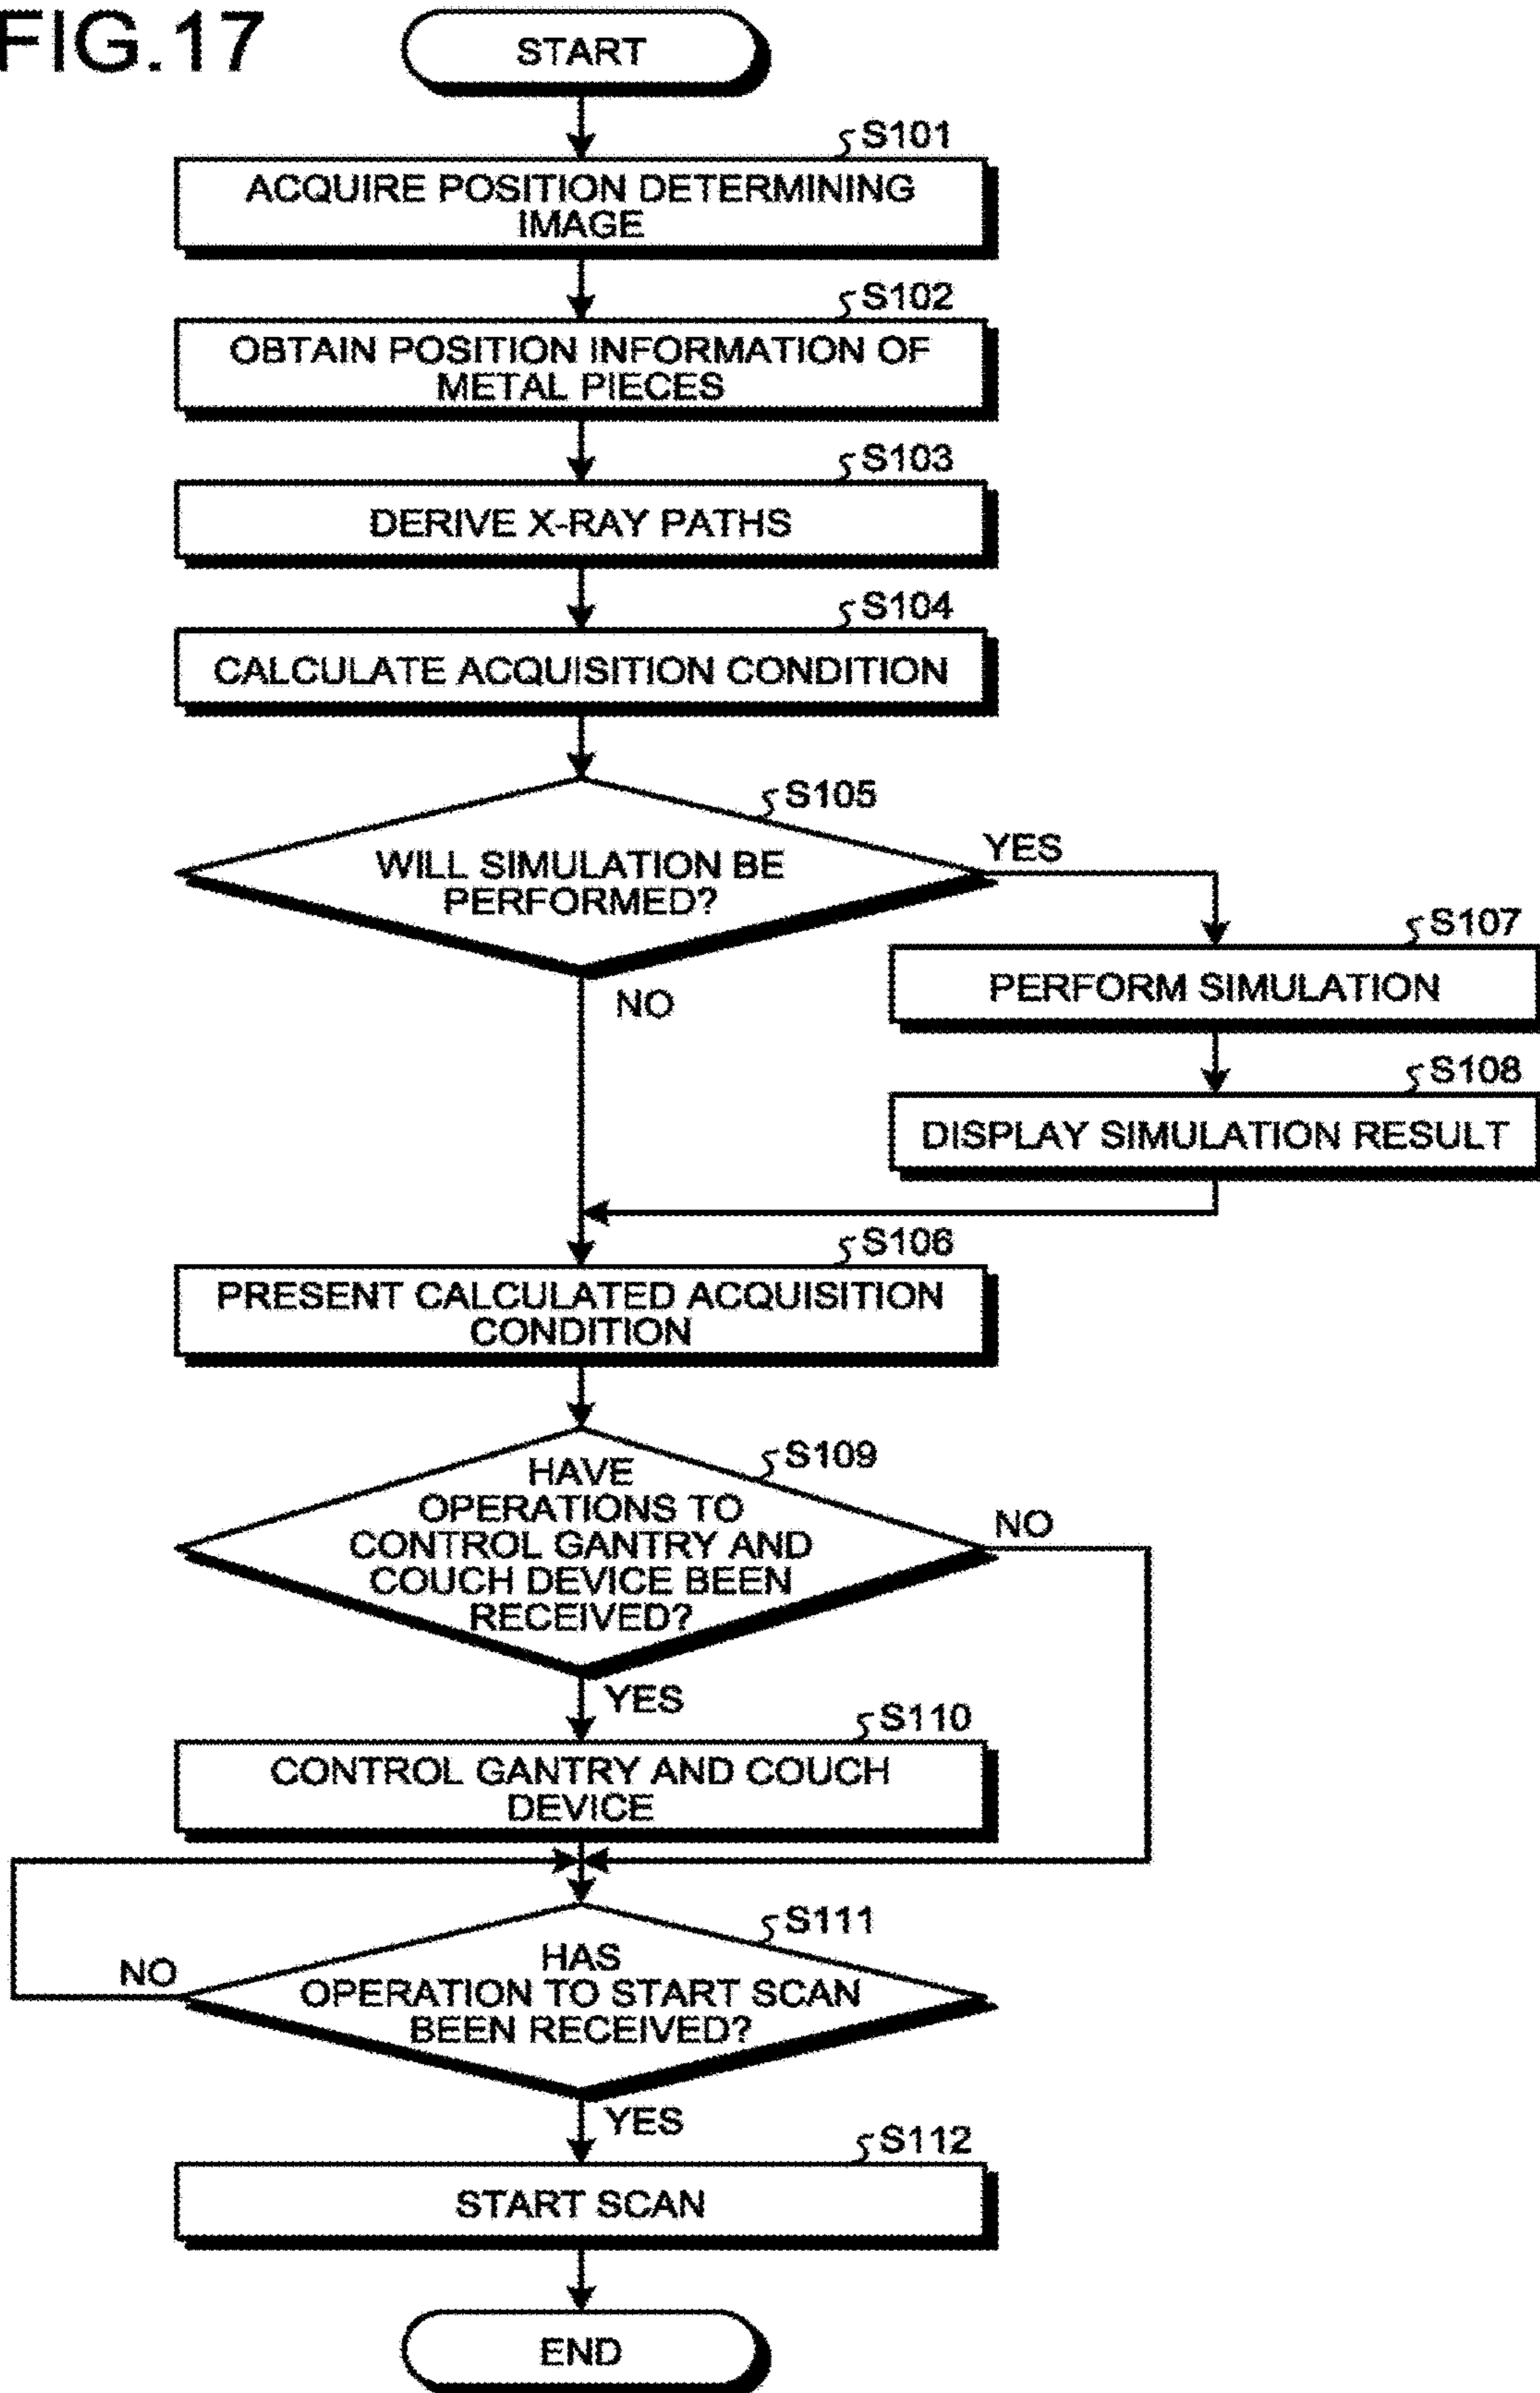 FIG.17
START
S101
ACQUIRE POSITION DETERMINING
IMAGE
S102
OBTAIN POSITION INFORMATION OF
METAL PIECES
S103
DERIVE X-RAY PATHS
S104
CALCULATE ACQUISITION CONDITION
S105
WILL SIMULATION BE
PERFORMED?
YES
NO
S107
PERFORM SIMULATION
S108
DISPLAY SIMULATION RESULT
S106
PRESENT CALCULATED ACQUISITION
CONDITION
S109
HAVE
OPERATIONS TO
CONTROL GANTRY AND
COUCH DEVICE BEEN
RECEIVED?
NO
YES
S110
CONTROL GANTRY AND COUCH
DEVICE
S111
HAS
OPERATION TO START SCAN
BEEN RECEIVED?
NO
YES
S112
START SCAN
END